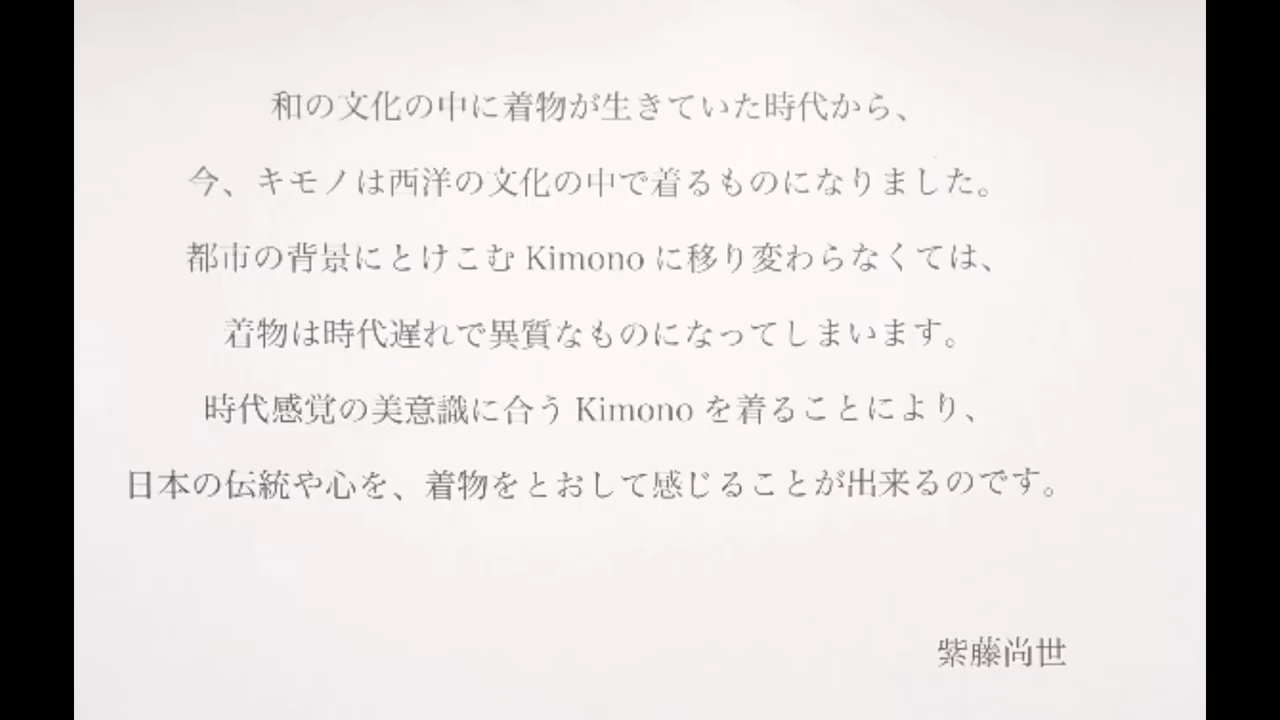 和の文化の中に着物が生きていた時代から、
今、キモノは西洋の文化の中で着るものになりました。
都市の背景にとけこむ Kimono に移り変わらなくては、
着物は時代遅れで異質なものになってしまいます。
時代感覚の美意識に合う Kimono を着ることにより、
日本の伝統や心を、着物をとおして感じることが出来るのです。
紫藤尚世